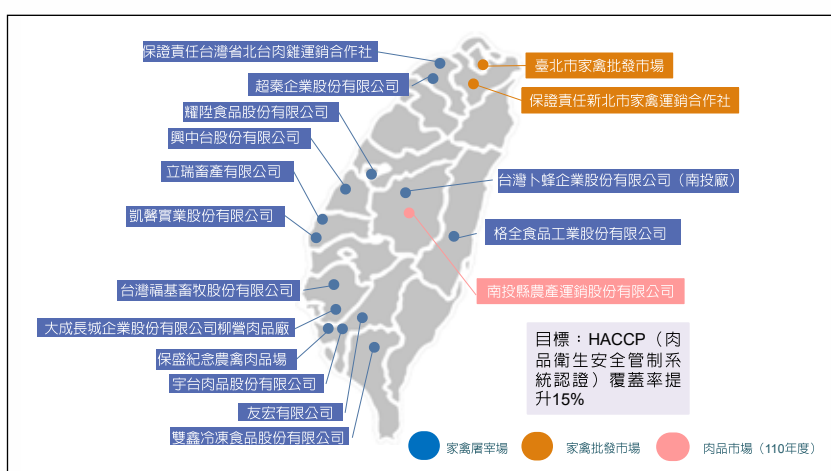 保證責任台灣省北台肉雞運銷合作社
超秦企業股份有限公司
耀陞食品股份有限公司
興中台股份有限公司
立瑞畜產有限公司
凱馨實業股份有限公司
台灣福基畜牧股份有限公司
大成長城企業股份有限公司柳營肉品廠
保盛紀念農禽肉品場
宇台肉品股份有限公司
友宏有限公司
雙鑫冷凍食品股份有限公司
臺北市家禽批發市場
保證責任新北市家禽運銷合作社
台灣卜蜂企業股份有限公司（南投廠）
格全食品工業股份有限公司
南投縣農產運銷股份有限公司
目標：HACCP（肉
品衛生安全管制系
統認證）覆蓋率提
升15%
家禽屠宰場
家禽批發市場
肉品市場（110年度）